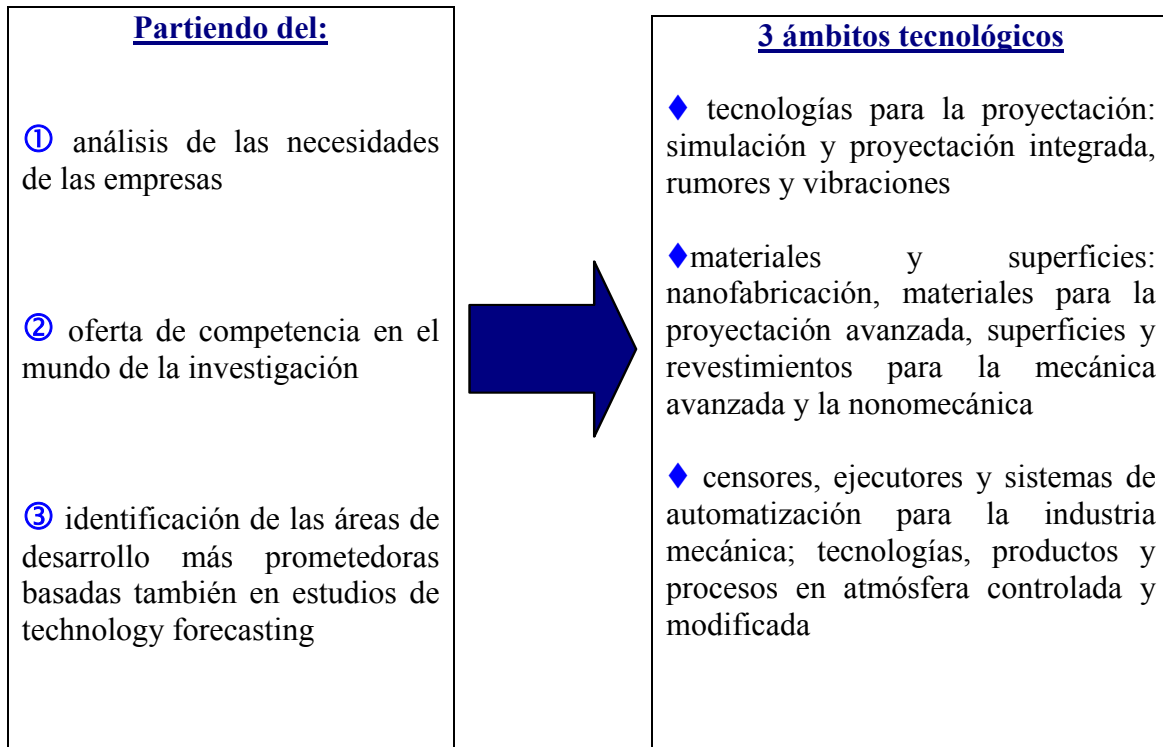 Partiendo del:
① análisis de las necesidades
de las empresas
② oferta de competencia en el
mundo de la investigación
③ identificación de las áreas de
desarrollo más prometedoras
basadas también en estudios de
technology forecasting
3 ámbitos tecnológicos
♦ tecnologías para la proyectación:
simulación y proyectación integrada,
rumores y vibraciones
♦materiales y superficies:
nanofabricación, materiales para la
proyectación avanzada, superficies y
revestimientos para la mecánica
avanzada y la nonomecánica
♦ censores, ejecutores y sistemas de
automatización para la industria
mecánica; tecnologías, productos y
procesos en atmósfera controlada y
modificada